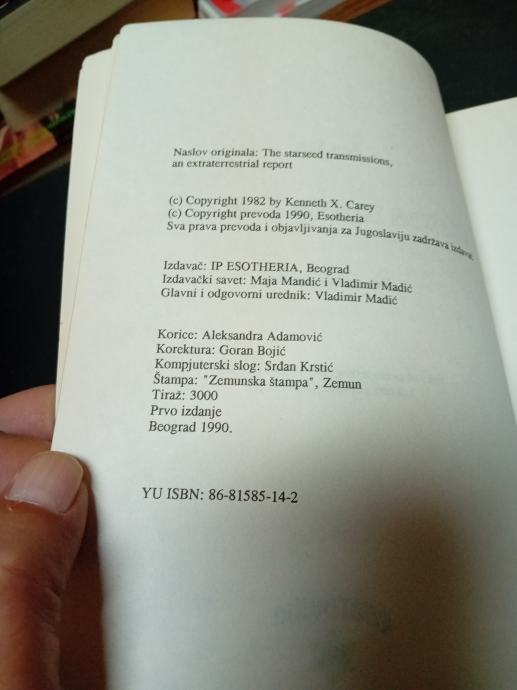 Naslov originala: The starseed transmissions,
an extraterrestrial report
(c) Copyright 1982 by Kenneth X. Carey
(c) Copyright prevoda 1990, Esotheria
Sva prava prevoda i objavljivanja za Jugoslaviju zadržava izdavač
Izdavač: IP ESOTHERIA, Beograd
Izdavački savet: Maja Mandić i Vladimir Madić
Glavni i odgovorni urednik: Vladimir Madić
Korice: Aleksandra Adamović
Korektura: Goran Bojić
Kompjuterski slog: Srđan Krstić
Štampa: "Zemunska štampa", Zemun
Tiraž: 3000
Prvo izdanje
Beograd 1990.
YU ISBN: 86-81585-14-2